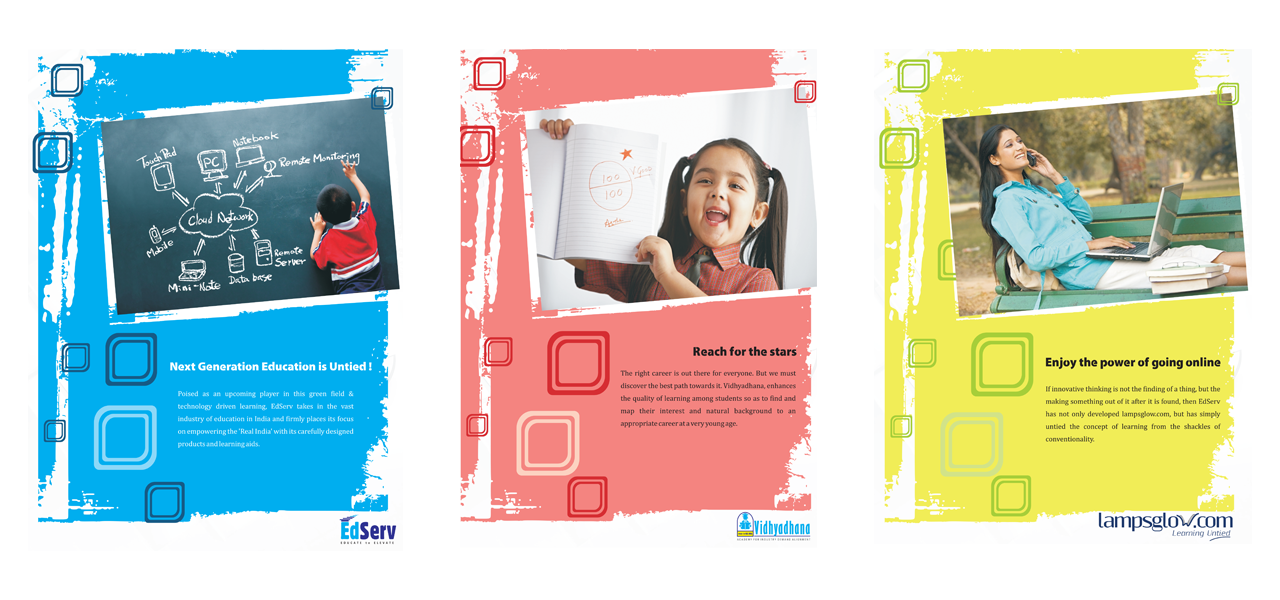 Touch Pad
PC
Notebook
Remote Monitoring
Cloud Network
Mobile
Mini-Note
Data base
Remote
Server
Next Generation Education is Untied !
Poised as an upcoming player in this green field &
technology driven learning, EdServ takes in the vast
industry of education in India and firmly places its focus
on empowering the 'Real India' with its carefully designed
products and learning aids.
EdServ
EDUCATE to ELEVATE
100
100
V Good
Reach for the stars
The right career is out there for everyone. But we must
discover the best path towards it. Vidhyadhana, enhances
the quality of learning among students so as to find and
map their interest and natural background to an
appropriate career at a very young age.
Vidhyadhana
Enjoy the power of going online
If innovative thinking is not the finding of a thing, but the
making something out of it after it is found, then EdServ
has not only developed lampsglow.com, but has simply
untied the concept of learning from the shackles of
conventionality.
lampsglow.com
Learning Untied